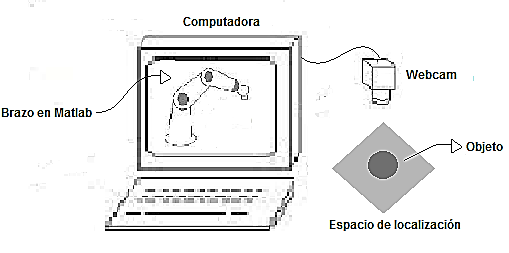 Computadora
Webcam
Brazo en Matlab
Objeto
Espacio de localización